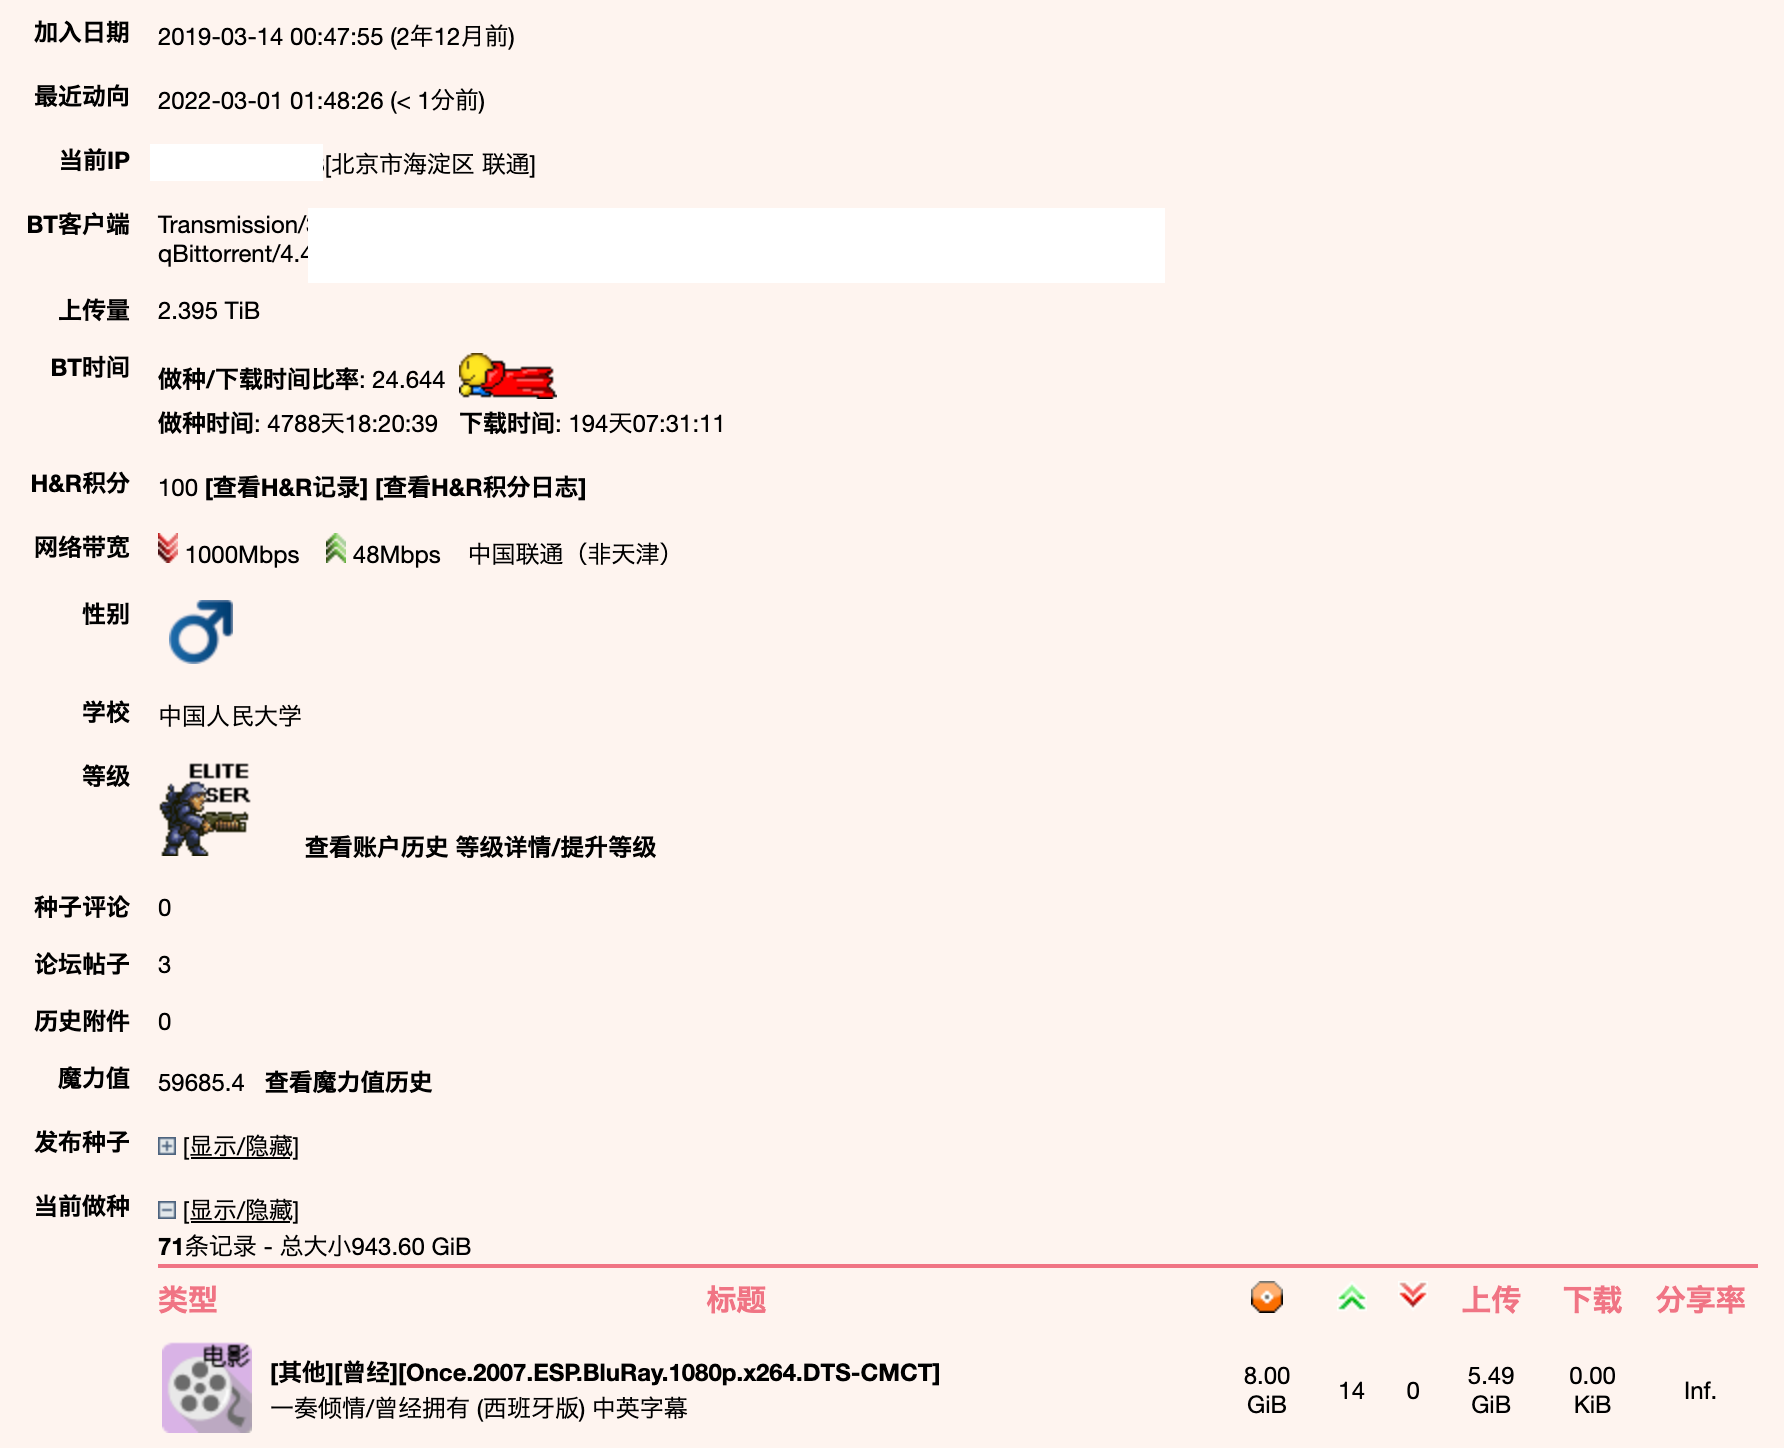 加入日期 2019-03-14 00:47:55 (2年12月前)
最近动向 2022-03-01 01:48:26 (< 1分前)
当前IP [北京市海淀区 联通]
BT客户端 Transmission/
qBittorrent/4.4
上传量 2.395 TiB
BT时间 做种/下载时间比率: 24.644
做种时间: 4788天18:20:39 下载时间: 194天07:31:11
H&R积分 100 [查看H&R记录] [查看H&R积分日志]
网络带宽 1000Mbps 48Mbps 中国联通（非天津）
性别
学校 中国人民大学
等级 ELITE
SER
查看账户历史 等级详情/提升等级
种子评论 0
论坛帖子 3
历史附件 0
魔力值 59685.4 查看魔力值历史
发布种子 [显示/隐藏]
当前做种 [显示/隐藏]
71条记录 - 总大小943.60 GiB
类型 标题 上传 下载 分享率
电影
[其他][曾经][Once.2007.ESP.BluRay.1080p.x264.DTS-CMCT]
一奏倾情/曾经拥有 (西班牙版) 中英字幕
8.00 GiB 14 0 5.49 GiB 0.00 KiB Inf.